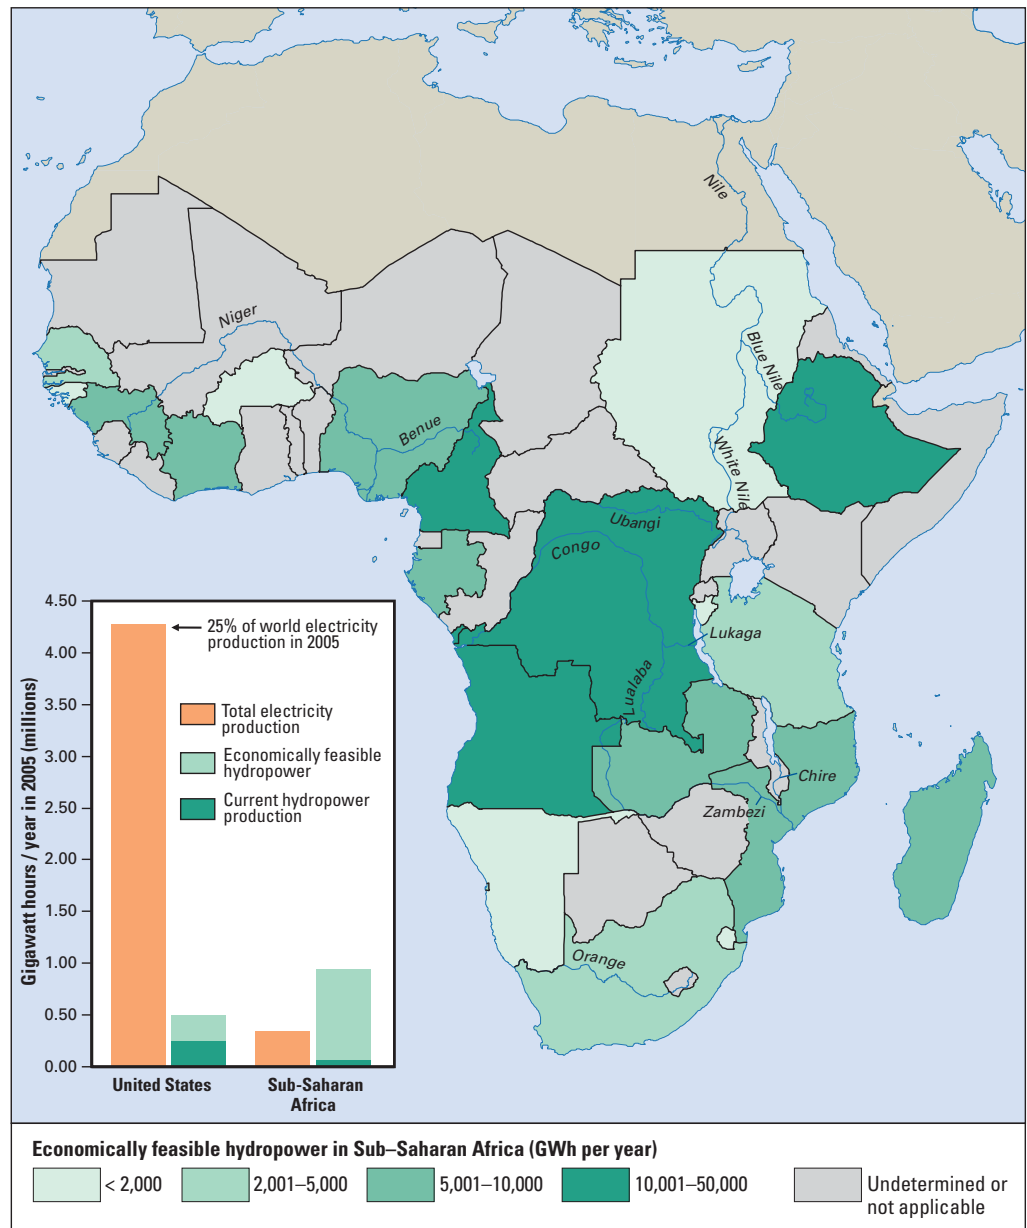 Nile
Niger
Blue Nile
Benue
White Nile
Ubangi
Congo
Lukaga
Lualaba
Chire
Zambezi
Orange
Gigawatt hours / year in 2005 (millions)
4.50
4.00
3.50
3.00
2.50
2.00
1.50
1.00
0.50
0.00
25% of world electricity
production in 2005
Total electricity
production
Economically feasible
hydropower
Current hydropower
production
United States
Sub-Saharan
Africa
Economically feasible hydropower in Sub–Saharan Africa (GWh per year)
< 2,000
2,001–5,000
5,001–10,000
10,001–50,000
Undetermined or
not applicable